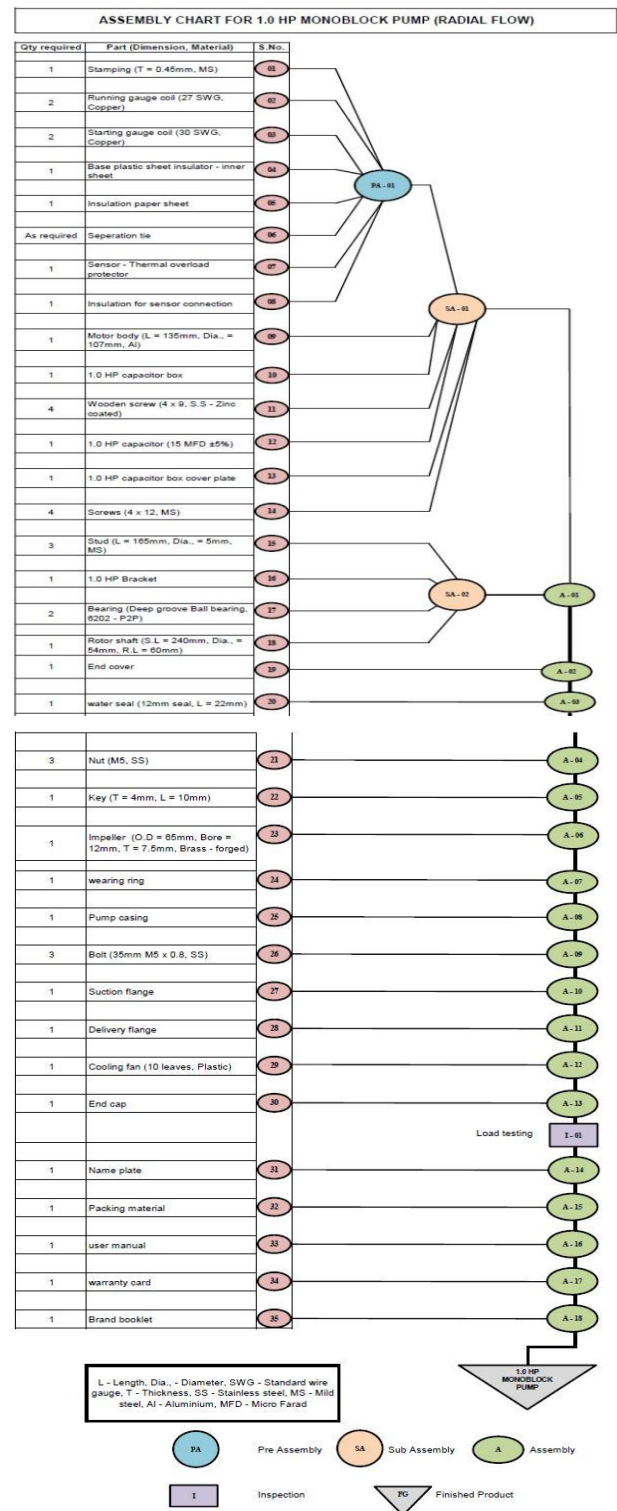 ASSEMBLY CHART FOR 1.0 HP MONOBLOCK PUMP (RADIAL FLOW)
Qty required Part (Dimension, Material) S.No.
1 Stamping (T = 0.45mm, MS) 01
2 Running gauge coil (27 SWG, Copper) 02
2 Starting gauge coil (30 SWG, Copper) 03
1 Base plastic sheet insulator - inner sheet 04
PA - 01
1 Insulation paper sheet 05
As required Seperation tie 06
1 Sensor - Thermal overload protector 07
1 Insulation for sensor connection 08
SA - 01
1 Motor body (L = 135mm, Dia., = 107mm, Al) 09
1 1.0 HP capacitor box 10
4 Wooden screw (4 x 9, S.S - Zinc coated) 11
1 1.0 HP capacitor (15 MFD ±5%) 12
1 1.0 HP capacitor box cover plate 13
4 Screws (4 x 12, MS) 14
3 Stud (L = 165mm, Dia., = 5mm, MS) 15
1 1.0 HP Bracket 16
SA - 02 A - 01
2 Bearing (Deep groove Ball bearing, 6202 - P2P) 17
1 Rotor shaft (S.L = 240mm, Dia., = 54mm, R.L = 60mm) 18
1 End cover 19 A - 02
1 water seal (12mm seal, L = 22mm) 20 A - 03
3 Nut (M5, SS) 21 A - 04
1 Key (T = 4mm, L = 10mm) 22 A - 05
1 Impeller (O.D = 65mm, Bore = 12mm, T = 7.5mm, Brass - forged) 23 A - 06
1 wearing ring 24 A - 07
1 Pump casing 25 A - 08
3 Bolt (35mm M5 x 0.8, SS) 26 A - 09
1 Suction flange 27 A - 10
1 Delivery flange 28 A - 11
1 Cooling fan (10 leaves, Plastic) 29 A - 12
1 End cap 30 A - 13
Load testing I - 01
1 Name plate 31 A - 14
1 Packing material 32 A - 15
1 user manual 33 A - 16
1 warranty card 34 A - 17
1 Brand booklet 35 A - 18
1.0 HP
MONOBLOCK
PUMP
L - Length, Dia., - Diameter, SWG - Standard wire
gauge, T - Thickness, SS - Stainless steel, MS - Mild
steel, Al - Aluminium, MFD - Micro Farad
PA Pre Assembly SA Sub Assembly A Assembly
I Inspection FG Finished Product